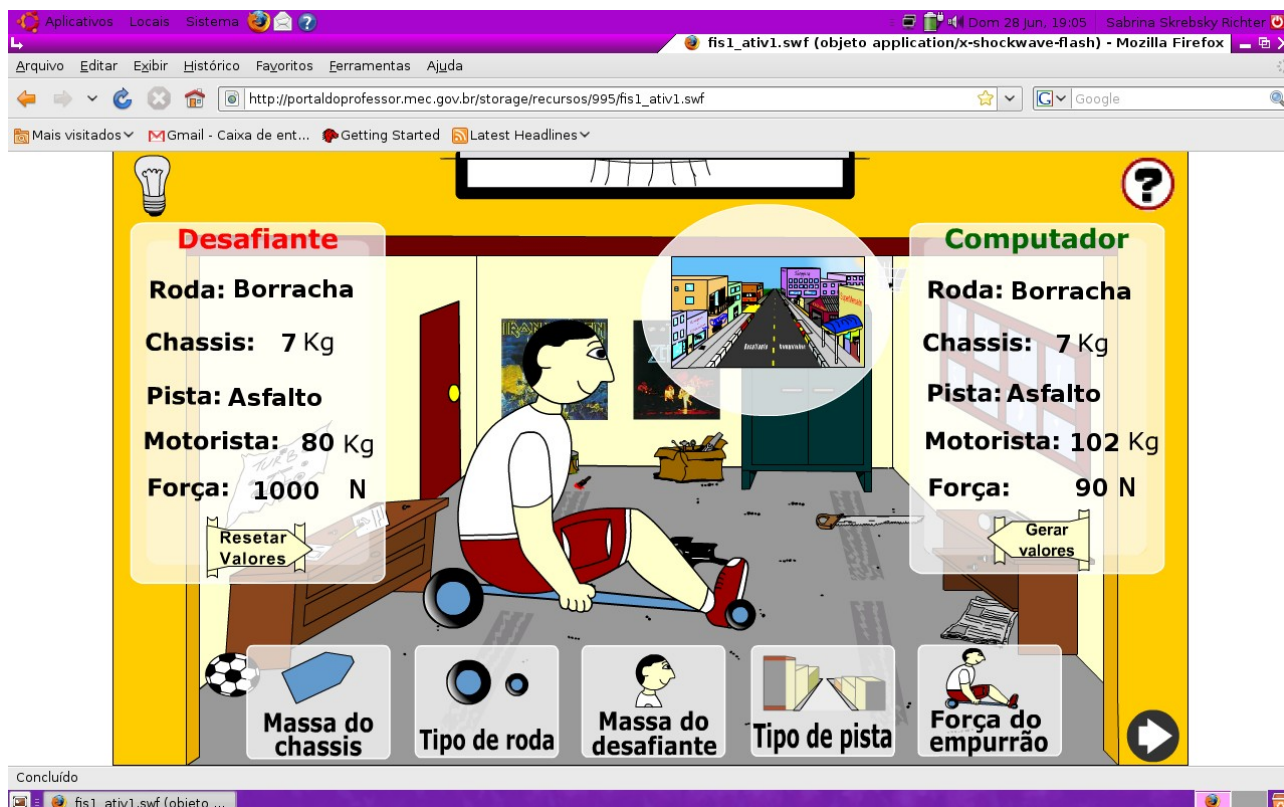 Aplicativos Locais Sistema
Dom 28 Jun, 19:05 Sabrina Skrebsky Richter
fis1_ativ1.swf (objeto application/x-shockwave-flash) - Mozilla Firefox
Arquivo Editar Exibir Histórico Favoritos Ferramentas Ajuda
http://portaldoprofessor.mec.gov.br/storage/recursos/995/fis1_ativ1.swf
Google
Mais visitados Gmail - Caixa de ent... Getting Started Latest Headlines
?
Desafiante
Roda: Borracha
Chassis: 7 Kg
Pista: Asfalto
Motorista: 80 Kg
Força: 1000 N
Resetar
Valores
Desafiante Computador
Computador
Roda: Borracha
Chassis: 7 Kg
Pista: Asfalto
Motorista: 102 Kg
Força: 90 N
Gerar
valores
Massa do
chassis
Tipo de roda
Massa do
desafiante
Tipo de pista
Força do
empurrão
Concluído
fis1_ativ1.swf (objeto ...